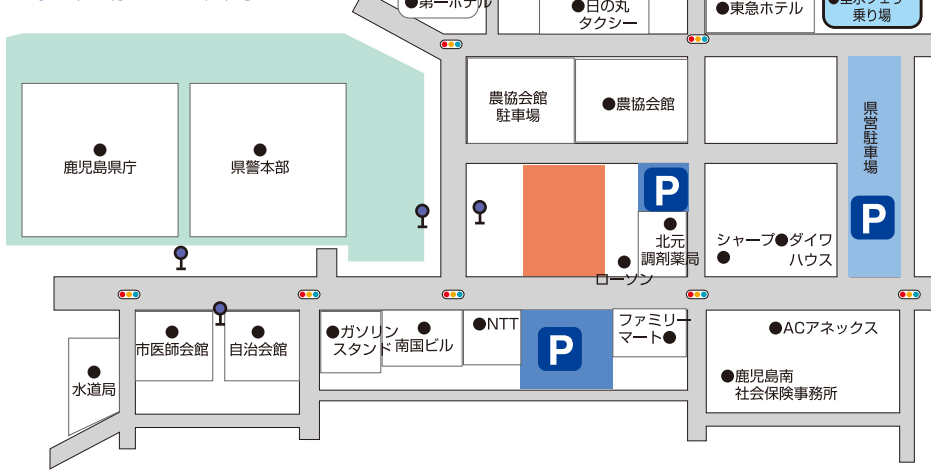 第一ホテル
日の丸
タクシー
東急ホテル
乗り場
農協会館
駐車場
農協会館
県営駐車場
鹿児島県庁
県警本部
P
P
北元
調剤薬局
シャープ
ダイワ
ハウス
ローソン
市医師会館
自治会館
ガソリン
スタンド
南国ビル
NTT
P
ファミリー
マート
ACアネックス
水道局
鹿児島南
社会保険事務所